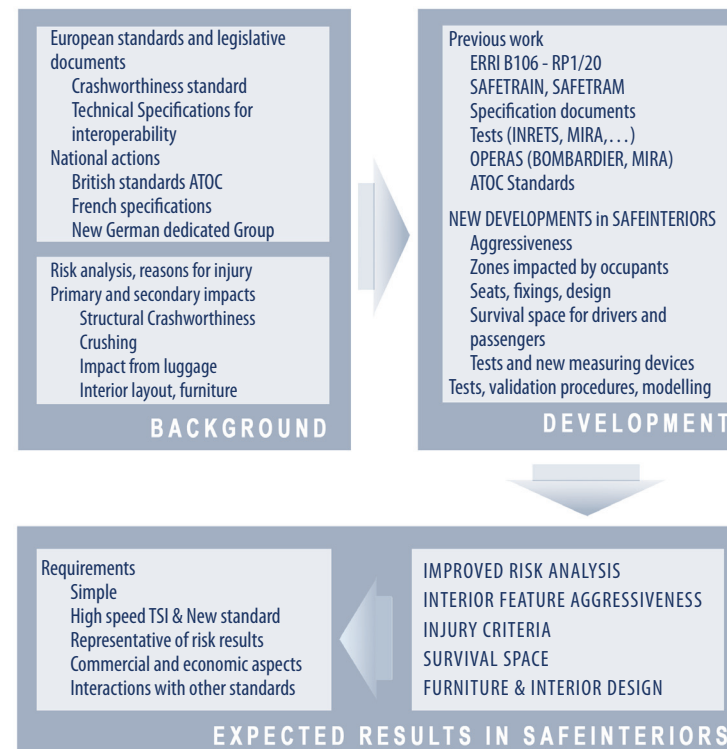 European standards and legislative
documents
Crashworthiness standard
Technical Specifications for
interoperability
National actions
British standards ATOC
French specifications
New German dedicated Group
Risk analysis, reasons for injury
Primary and secondary impacts
Structural Crashworthiness
Crushing
Impact from luggage
Interior layout, furniture
BACKGROUND
Previous work
ERRI B106 - RP1/20
SAFETRAIN, SAFETRAM
Specification documents
Tests (INRETS, MIRA,…)
OPERAS (BOMBARDIER, MIRA)
ATOC Standards
NEW DEVELOPMENTS in SAFEINTERIORS
Aggressiveness
Zones impacted by occupants
Seats, fixings, design
Survival space for drivers and
passengers
Tests and new measuring devices
Tests, validation procedures, modelling
DEVELOPMENT
Requirements
Simple
High speed TSI & New standard
Representative of risk results
Commercial and economic aspects
Interactions with other standards
IMPROVED RISK ANALYSIS
INTERIOR FEATURE AGGRESSIVENESS
INJURY CRITERIA
SURVIVAL SPACE
FURNITURE & INTERIOR DESIGN
EXPECTED RESULTS IN SAFEINTERIORS